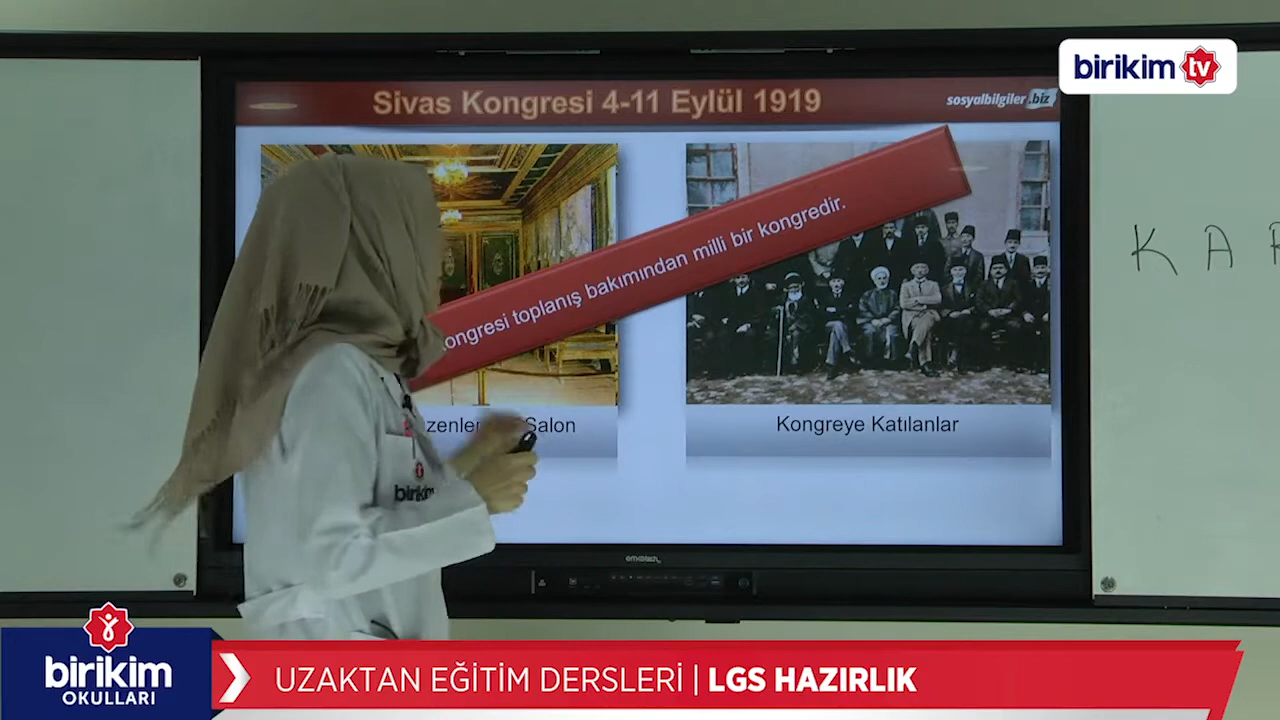 birikim tv
Sivas Kongresi 4-11 Eylül 1919
sosyalbilgiler.biz
toplanış bakımından milli bir kongredir.
Salon
Kongreye Katılanlar
birikim
K A
birikim
OKULLARI
UZAKTAN EĞİTİM DERSLERİ | LGS HAZIRLIK